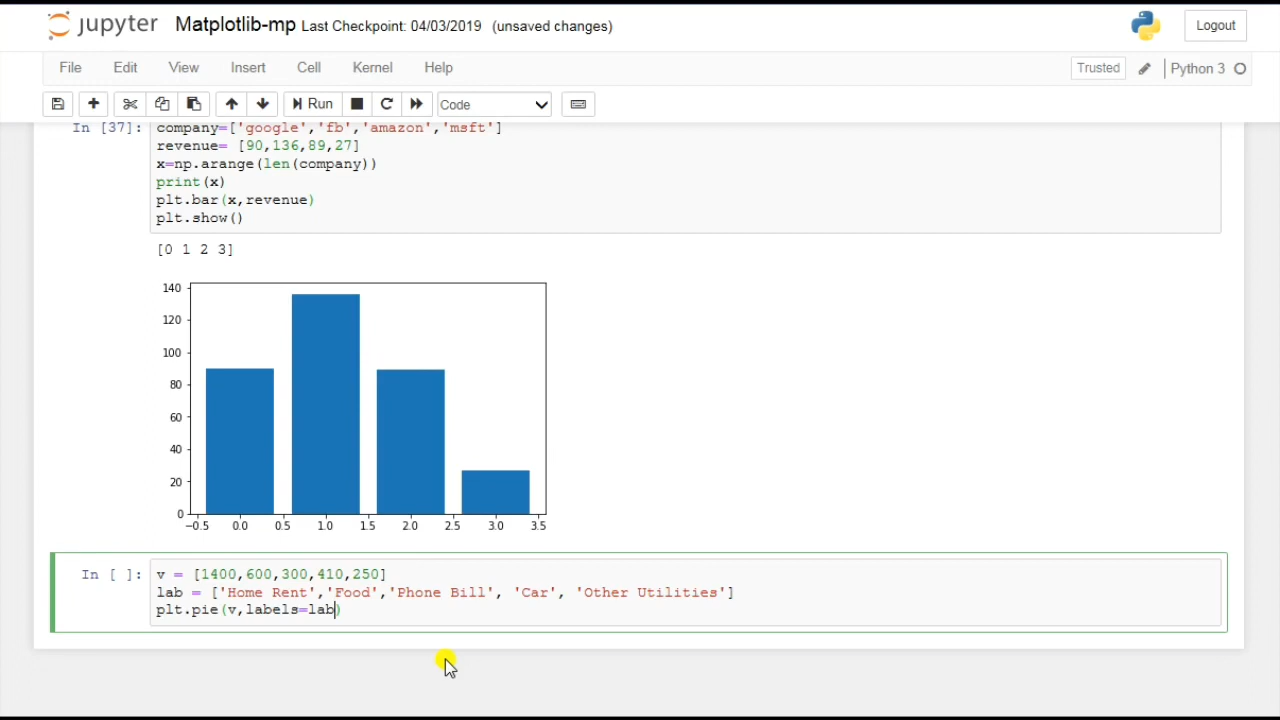 jupyter Matplotlib-mp Last Checkpoint: 04/03/2019 (unsaved changes) Logout
File Edit View Insert Cell Kernel Help Trusted Python 3
Run Code
In [37]: company=['google','fb','amazon','msft']
revenue= [90,136,89,27]
x=np.arange(len(company))
print(x)
plt.bar(x,revenue)
plt.show()
[0 1 2 3]
140
120
100
80
60
40
20
0
−0.5 0.0 0.5 1.0 1.5 2.0 2.5 3.0 3.5
In [ ]: v = [1400,600,300,410,250]
lab = ['Home Rent','Food','Phone Bill', 'Car', 'Other Utilities']
plt.pie(v,labels=lab)